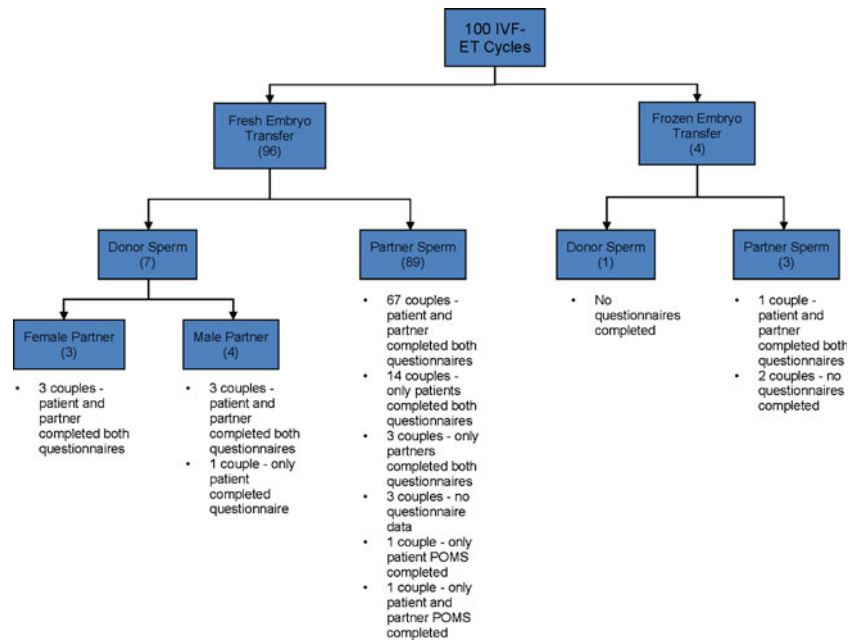 100 IVF-
ET Cycles
Fresh Embryo
Transfer
(96)
Frozen Embryo
Transfer
(4)
Donor Sperm
(7)
Partner Sperm
(89)
Donor Sperm
(1)
Partner Sperm
(3)
Female Partner
(3)
Male Partner
(4)
• 3 couples -
patient and
partner
completed both
questionnaires
• 3 couples -
patient and
partner
completed both
questionnaires
• 1 couple - only
patient
completed
questionnaire
• 67 couples -
patient and
partner
completed both
questionnaires
• 14 couples -
only patients
completed both
questionnaires
• 3 couples - only
partners
completed both
questionnaires
• 3 couples - no
questionnaire
data
• 1 couple - only
patient POMS
completed
• 1 couple - only
patient and
partner POMS
completed
• No
questionnaires
completed
• 1 couple -
patient and
partner
completed both
questionnaires
• 2 couples - no
questionnaires
completed